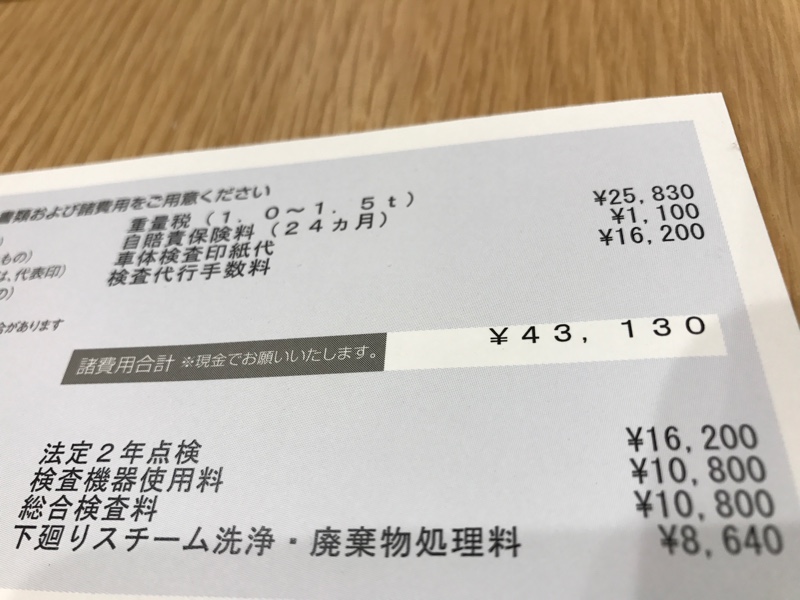 書類および諸費用をご用意ください
重量税（１．０～１．５ｔ）
) 自賠責保険料（２４ヵ月） ¥25,830
もの) 車体検査印紙代 ¥1,100
は、代表印) 検査代行手数料 ¥16,200
の)
合があります
諸費用合計 ※現金でお願いいたします。 ￥４３，１３０
法定２年点検 ¥16,200
検査機器使用料 ¥10,800
総合検査料 ¥10,800
下廻りスチーム洗浄・廃棄物処理料 ¥8,640